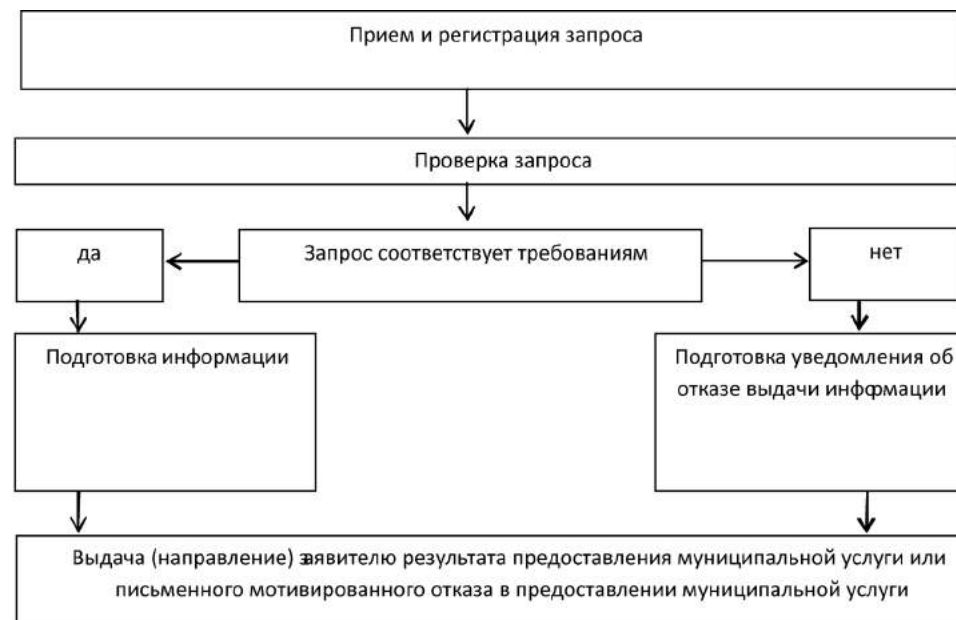 Прием и регистрация запроса
Проверка запроса
да
Запрос соответствует требованиям
нет
Подготовка информации
Подготовка уведомления об
отказе выдачи информации
Выдача (направление) заявителю результата предоставления муниципальной услуги или
письменного мотивированного отказа в предоставлении муниципальной услуги